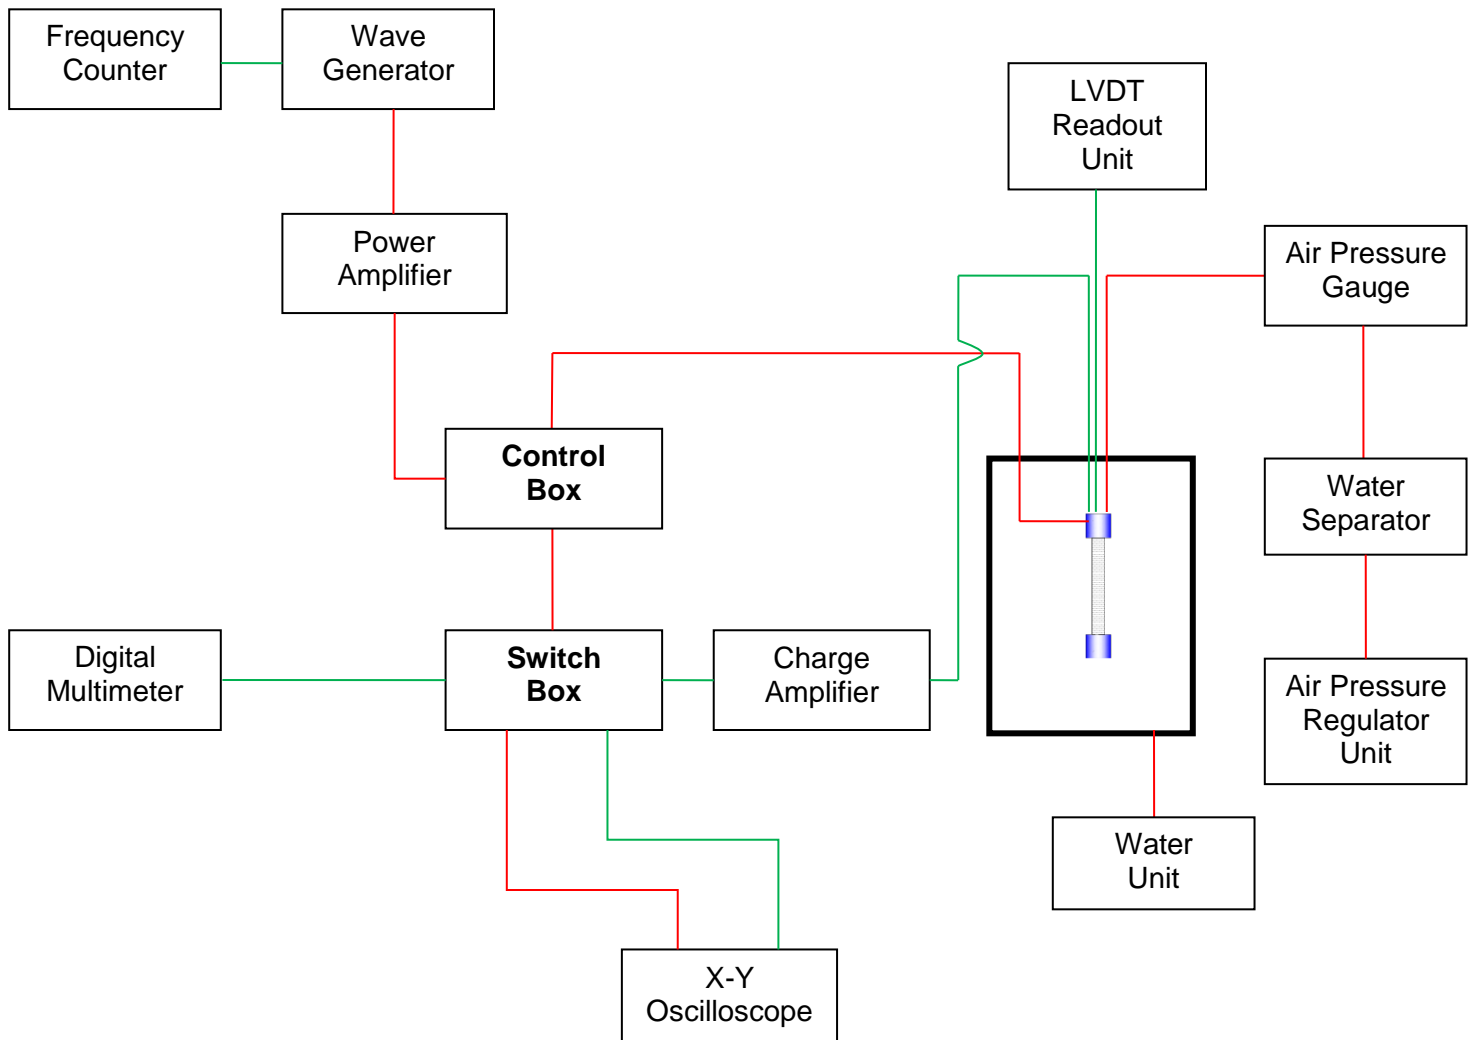 Frequency
Counter
Wave
Generator
LVDT
Readout
Unit
Power
Amplifier
Air Pressure
Gauge
Control
Box
Water
Separator
Digital
Multimeter
Switch
Box
Charge
Amplifier
Air Pressure
Regulator
Unit
Water
Unit
X-Y
Oscilloscope